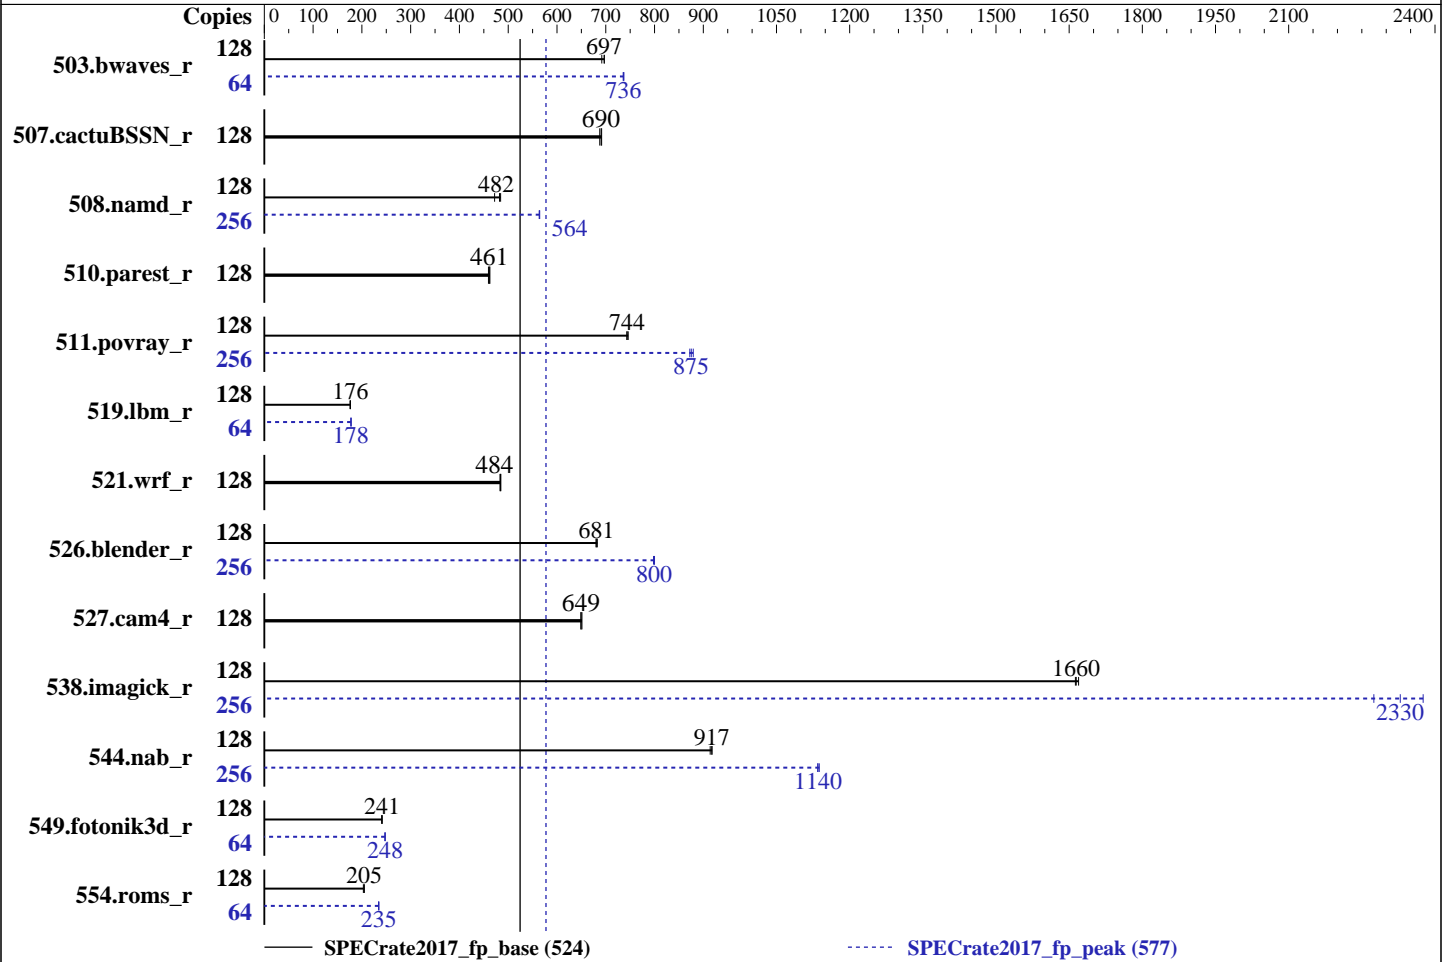 Copies 0 100 200 300 400 500 600 700 800 900 1050 1200 1350 1500 1650 1800 1950 2100 2400
503.bwaves_r 128 697
64 736
507.cactuBSSN_r 128 690
508.namd_r 128 482
256 564
510.parest_r 128 461
511.povray_r 128 744
256 875
519.lbm_r 128 176
64 178
521.wrf_r 128 484
526.blender_r 128 681
256 800
527.cam4_r 128 649
538.imagick_r 128 1660
256 2330
544.nab_r 128 917
256 1140
549.fotonik3d_r 128 241
64 248
554.roms_r 128 205
64 235
SPECrate2017_fp_base (524) SPECrate2017_fp_peak (577)